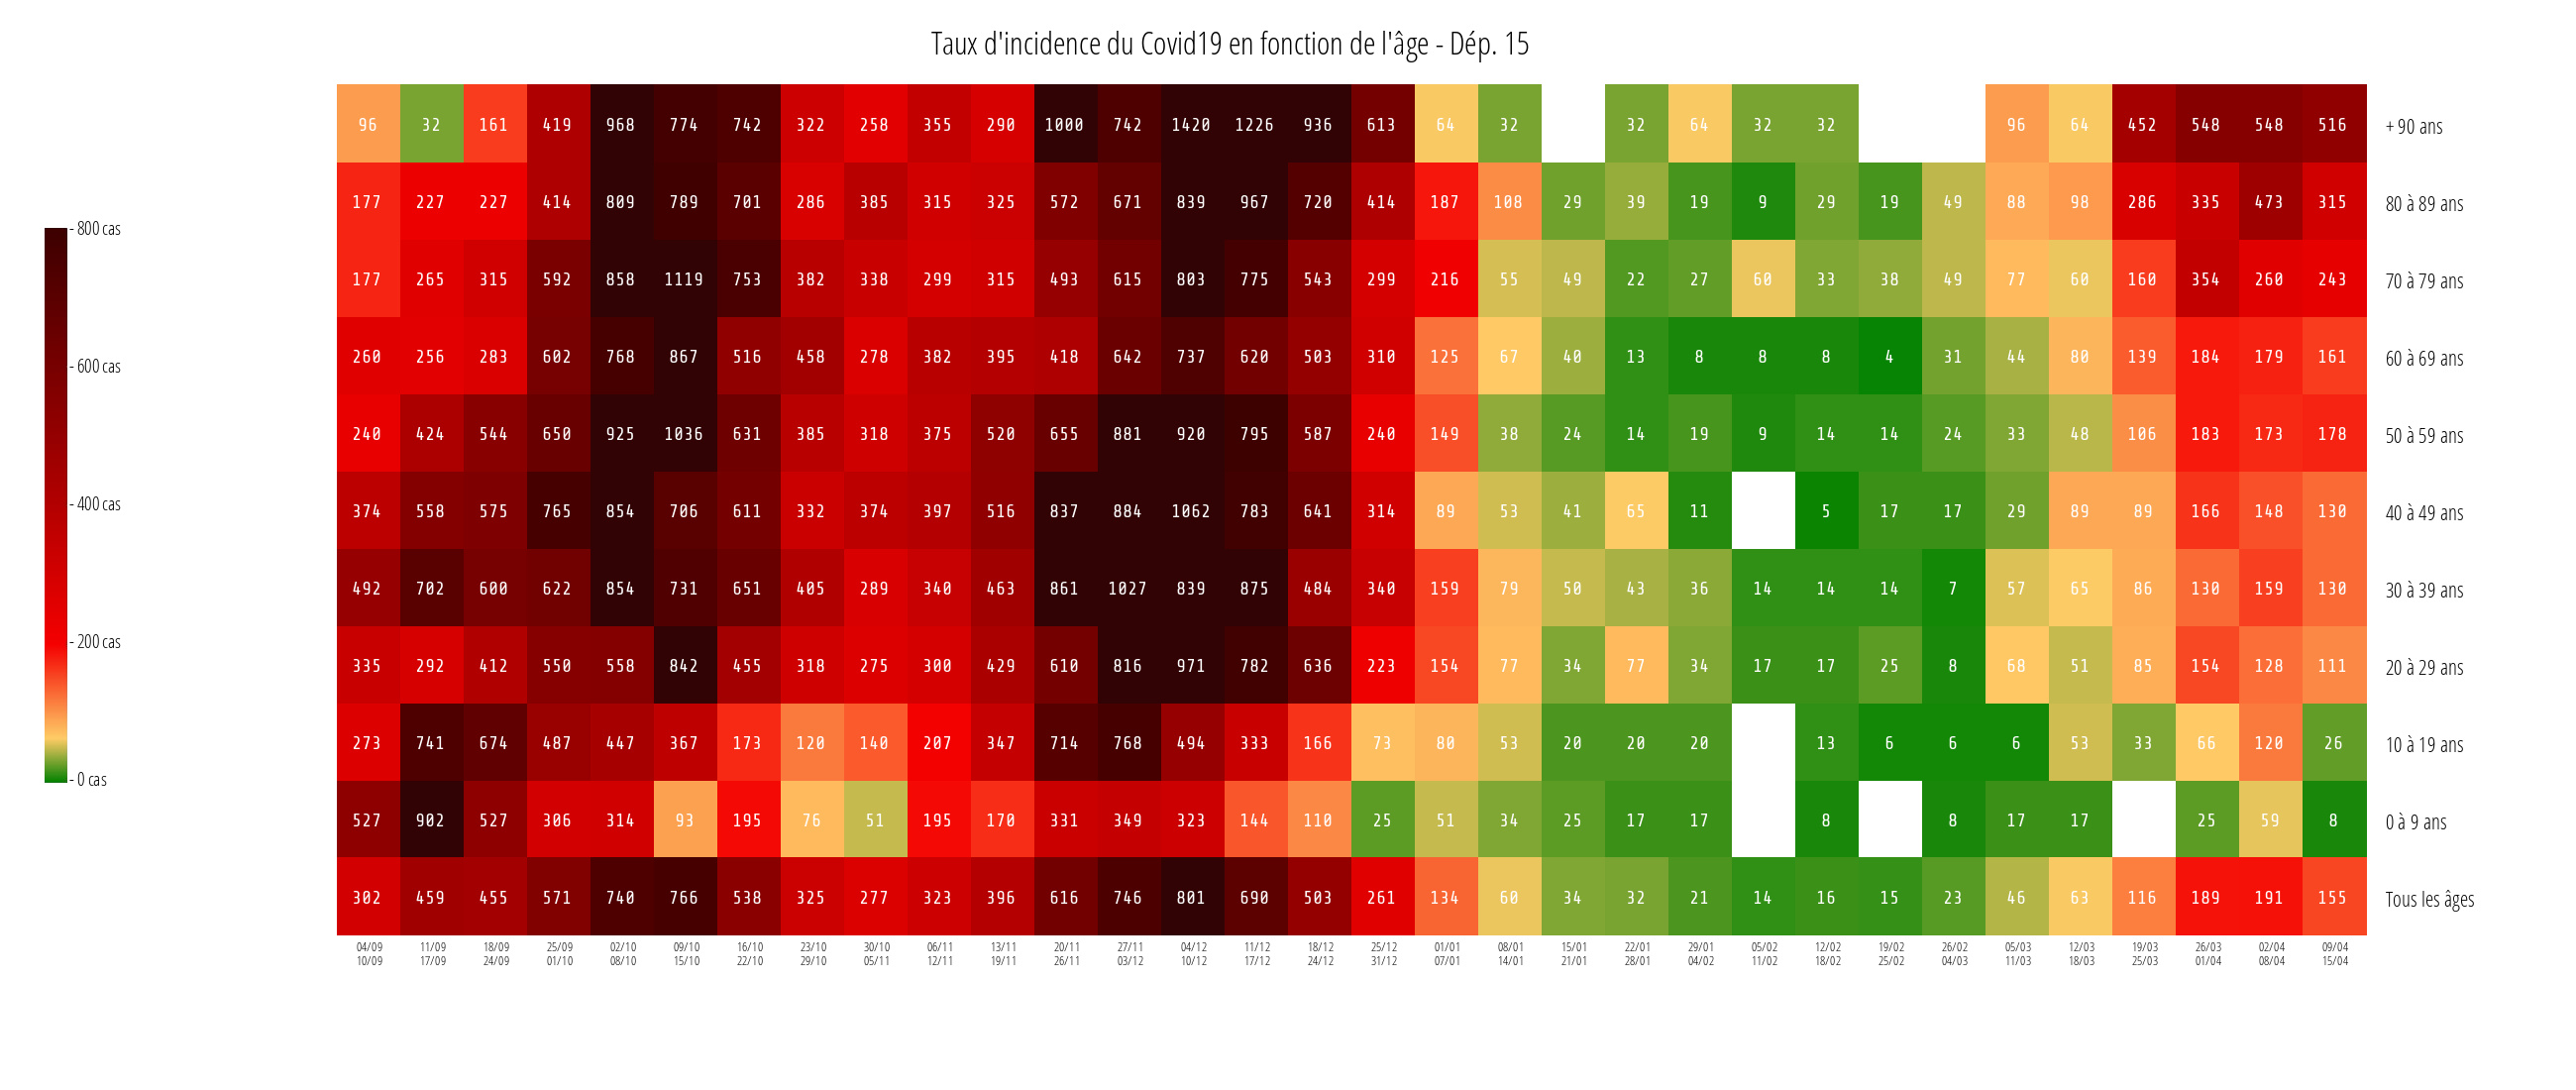 Taux d'incidence du Covid19 en fonction de l'âge - Dép. 15
- 800 cas
- 600 cas
- 400 cas
- 200 cas
- 0 cas
96 32 161 419 968 774 742 322 258 355 290 1000 742 1420 1226 936 613 64 32 32 64 32 32 96 64 452 548 548 516 + 90 ans
177 227 227 414 809 789 701 286 385 315 325 572 671 839 967 720 414 187 108 29 39 19 9 29 19 49 88 98 286 335 473 315 80 à 89 ans
177 265 315 592 858 1119 753 382 338 299 315 493 615 803 775 543 299 216 55 49 22 27 60 33 38 49 77 60 160 354 260 243 70 à 79 ans
260 256 283 602 768 867 516 458 278 382 395 418 642 737 620 503 310 125 67 40 13 8 8 8 4 31 44 80 139 184 179 161 60 à 69 ans
240 424 544 650 925 1036 631 385 318 375 520 655 881 920 795 587 240 149 38 24 14 19 9 14 14 24 33 48 106 183 173 178 50 à 59 ans
374 558 575 765 854 706 611 332 374 397 516 837 884 1062 783 641 314 89 53 41 65 11 5 17 17 29 89 89 166 148 130 40 à 49 ans
492 702 600 622 854 731 651 405 289 340 463 861 1027 839 875 484 340 159 79 50 43 36 14 14 14 7 57 65 86 130 159 130 30 à 39 ans
335 292 412 550 558 842 455 318 275 300 429 610 816 971 782 636 223 154 77 34 77 34 17 17 25 8 68 51 85 154 128 111 20 à 29 ans
273 741 674 487 447 367 173 120 140 207 347 714 768 494 333 166 73 80 53 20 20 20 13 6 6 6 53 33 66 120 26 10 à 19 ans
527 902 527 306 314 93 195 76 51 195 170 331 349 323 144 110 25 51 34 25 17 17 8 8 17 17 25 59 8 0 à 9 ans
302 459 455 571 740 766 538 325 277 323 396 616 746 801 690 503 261 134 60 34 32 21 14 16 15 23 46 63 116 189 191 155 Tous les âges
04/09 11/09 18/09 25/09 02/10 09/10 16/10 23/10 30/10 06/11 13/11 20/11 27/11 04/12 11/12 18/12 25/12 01/01 08/01 15/01 22/01 29/01 05/02 12/02 19/02 26/02 05/03 12/03 19/03 26/03 02/04 09/04
10/09 17/09 24/09 01/10 08/10 15/10 22/10 29/10 05/11 12/11 19/11 26/11 03/12 10/12 17/12 24/12 31/12 07/01 14/01 21/01 28/01 04/02 11/02 18/02 25/02 04/03 11/03 18/03 25/03 01/04 08/04 15/04